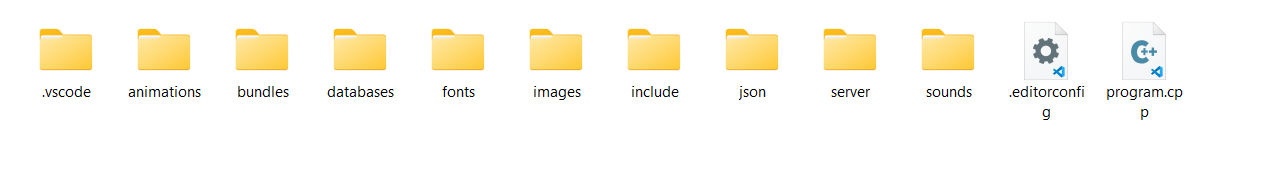 .vscode
animations
bundles
databases
fonts
images
include
json
server
sounds
.editorconfi
g
C++
program.cp
p